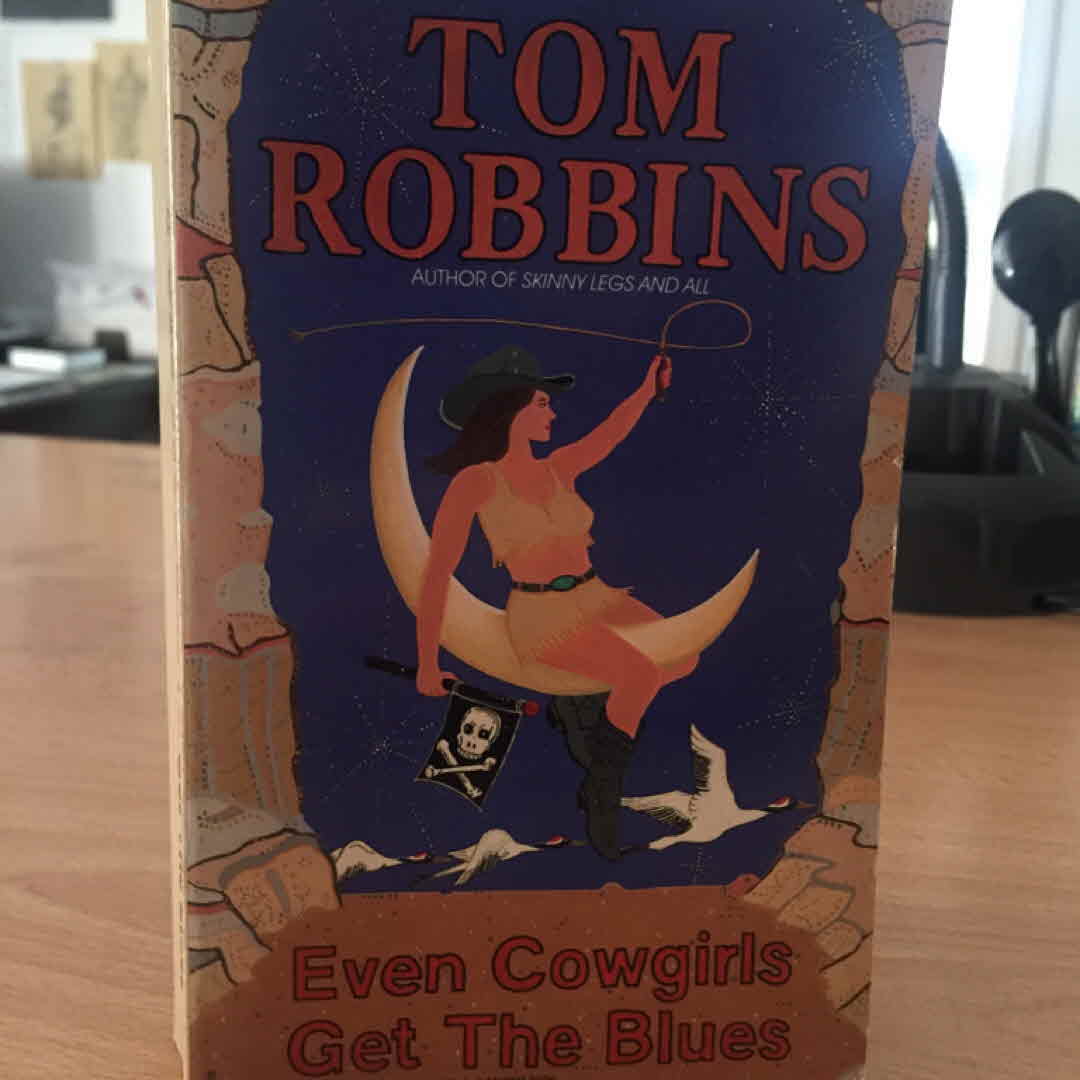 TOM
ROBBINS
AUTHOR OF SKINNY LEGS AND ALL
Even Cowgirls
Get The Blues